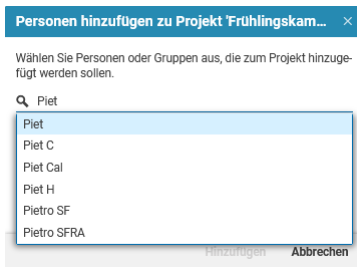 Personen hinzufügen zu Projekt 'Frühlingskam...
Wählen Sie Personen oder Gruppen aus, die zum Projekt hinzuge-
fügt werden sollen.
Piet
Piet
Piet C
Piet Cal
Piet H
Pietro SF
Pietro SFRA
Hinzufügen Abbrechen